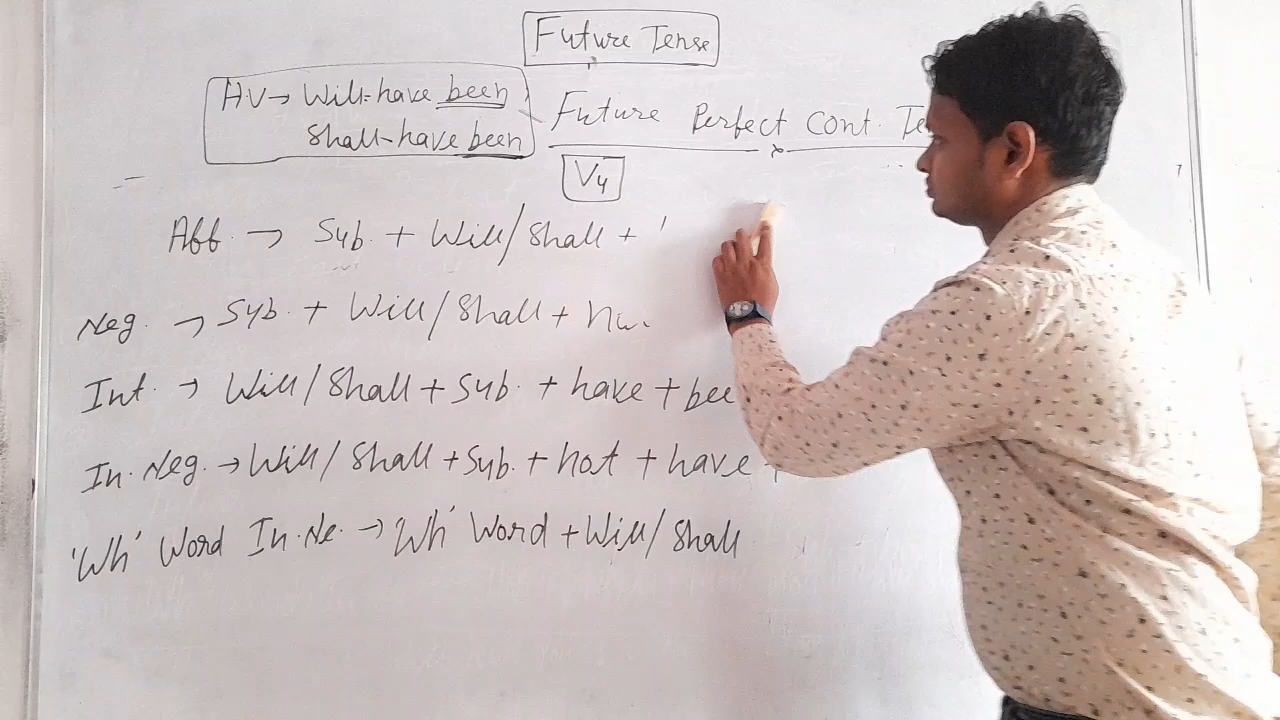 Future Tense
AV → Will-have been
Shall-have been
Future Perfect Cont. Te
V4
Aff. → Sub. + Will/Shall +
Neg. → Sub. + Will/Shall +
Int. → Will/Shall + Sub. + have + bee
In. Neg. → Will/Shall + Sub. + not + have +
'Wh' Word In. Ne. → 'Wh' Word + Will/Shall